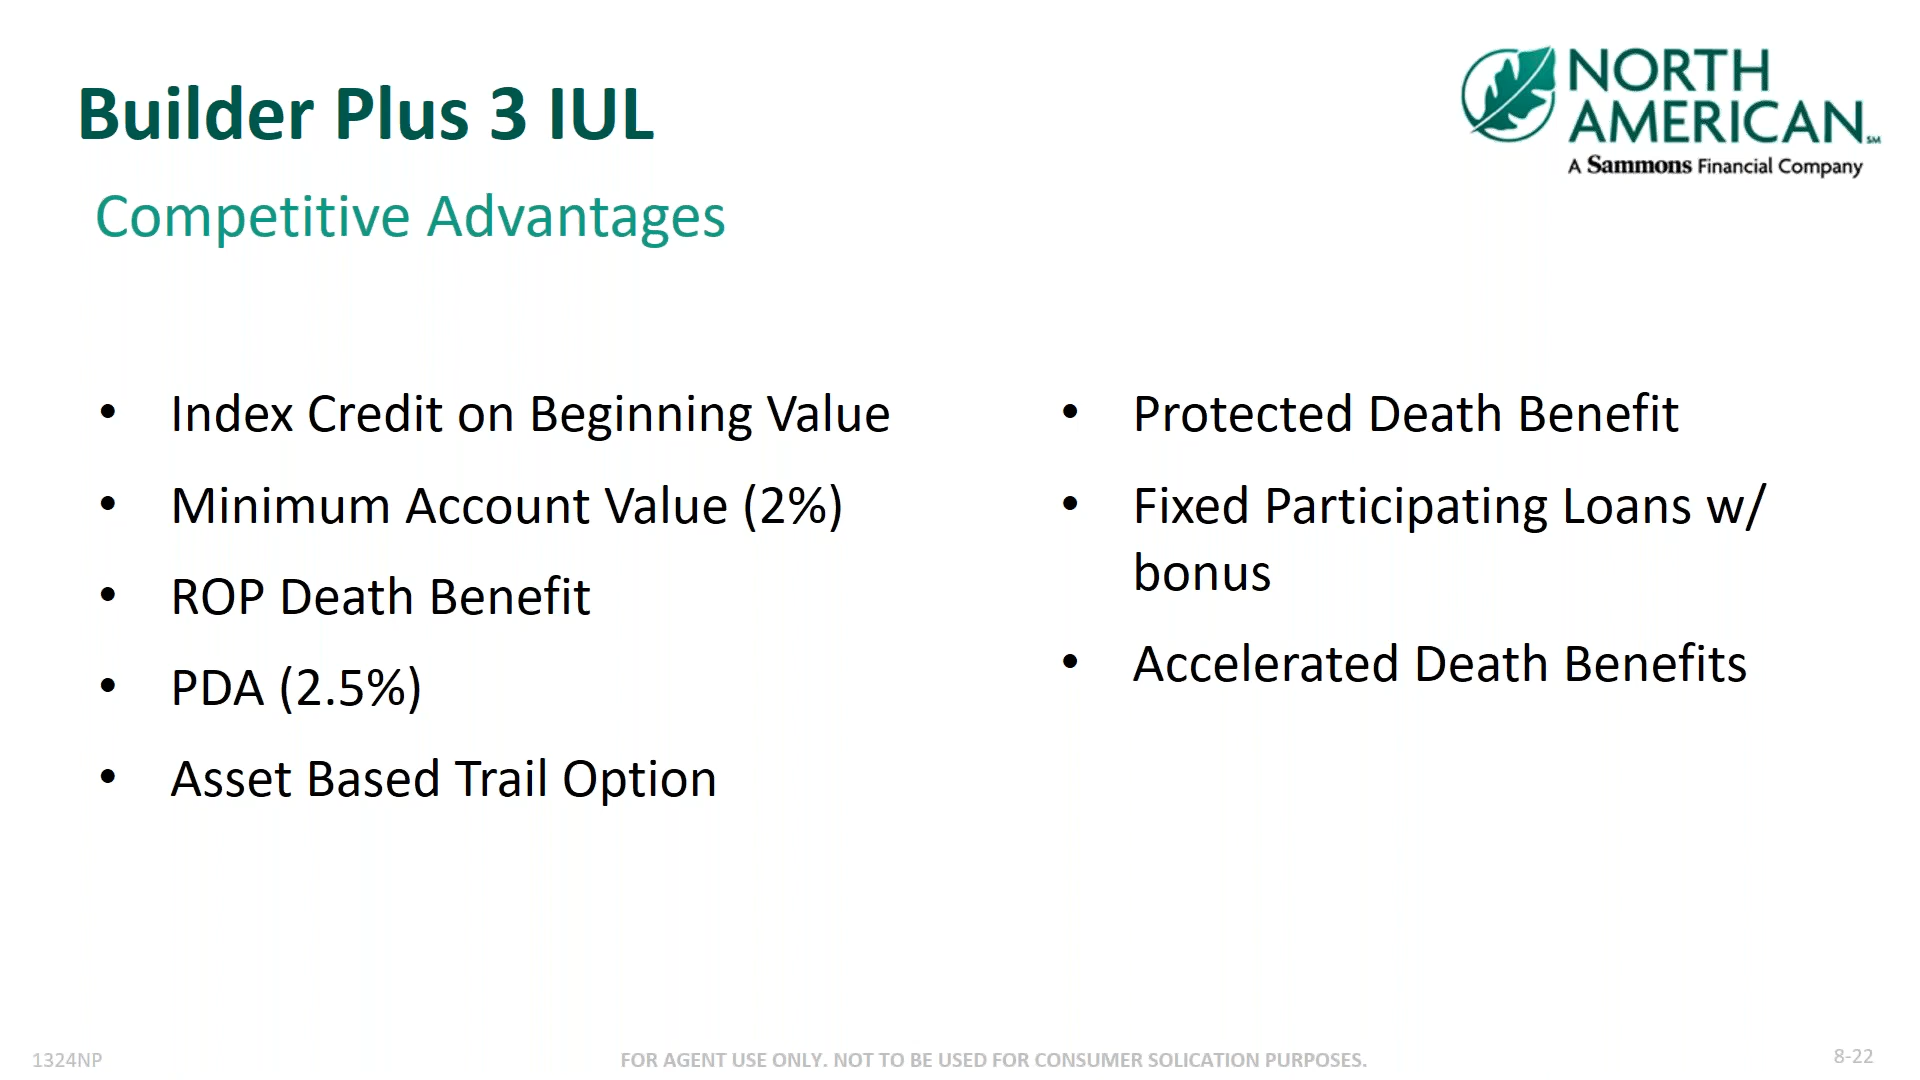 Builder Plus 3 IUL
NORTH
AMERICAN℠
A Sammons Financial Company
Competitive Advantages
• Index Credit on Beginning Value
• Minimum Account Value (2%)
• ROP Death Benefit
• PDA (2.5%)
• Asset Based Trail Option
• Protected Death Benefit
• Fixed Participating Loans w/
bonus
• Accelerated Death Benefits
1324NP
FOR AGENT USE ONLY. NOT TO BE USED FOR CONSUMER SOLICATION PURPOSES.
8-22